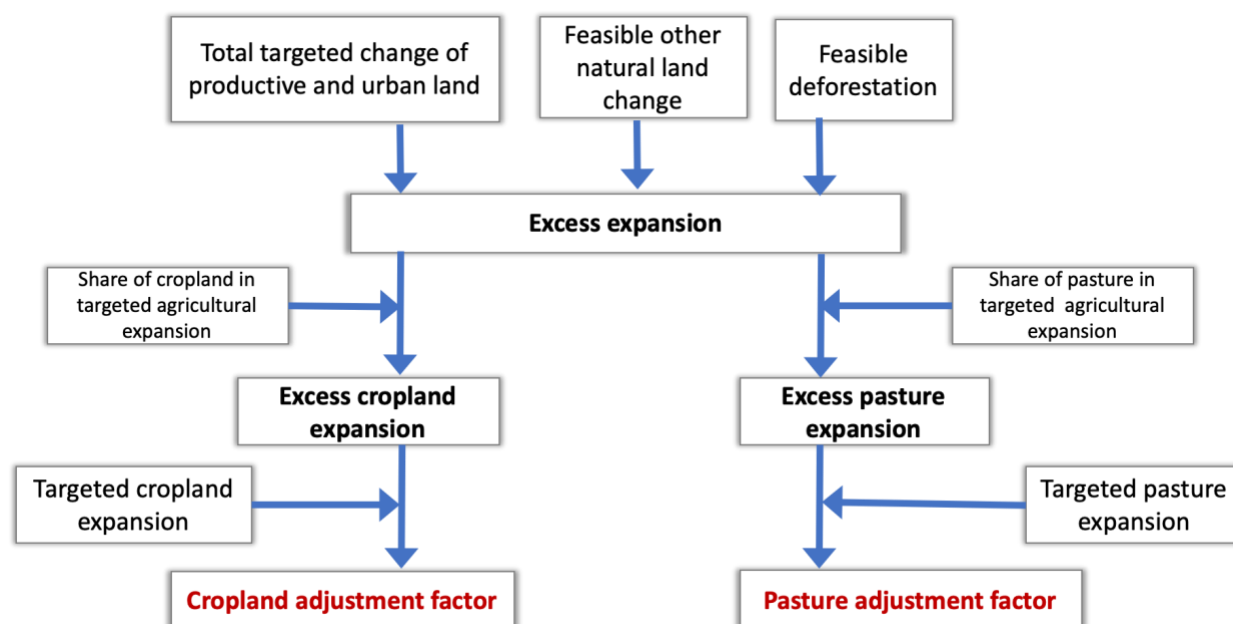 Total targeted change of
productive and urban land
Feasible other
natural land
change
Feasible
deforestation
Excess expansion
Share of cropland in
targeted agricultural
expansion
Share of pasture in
targeted agricultural
expansion
Excess cropland
expansion
Excess pasture
expansion
Targeted cropland
expansion
Targeted pasture
expansion
Cropland adjustment factor
Pasture adjustment factor